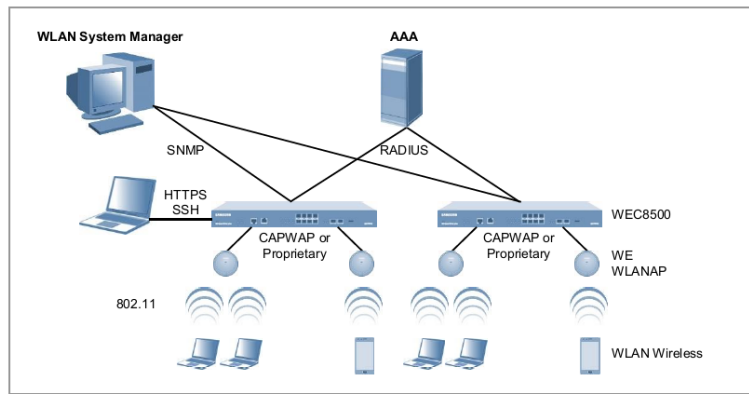 WLAN System Manager
AAA
SNMP
RADIUS
HTTPS
SSH
WEC8500
CAPWAP or
Proprietary
CAPWAP or
Proprietary
WE
WLANAP
802.11
WLAN Wireless